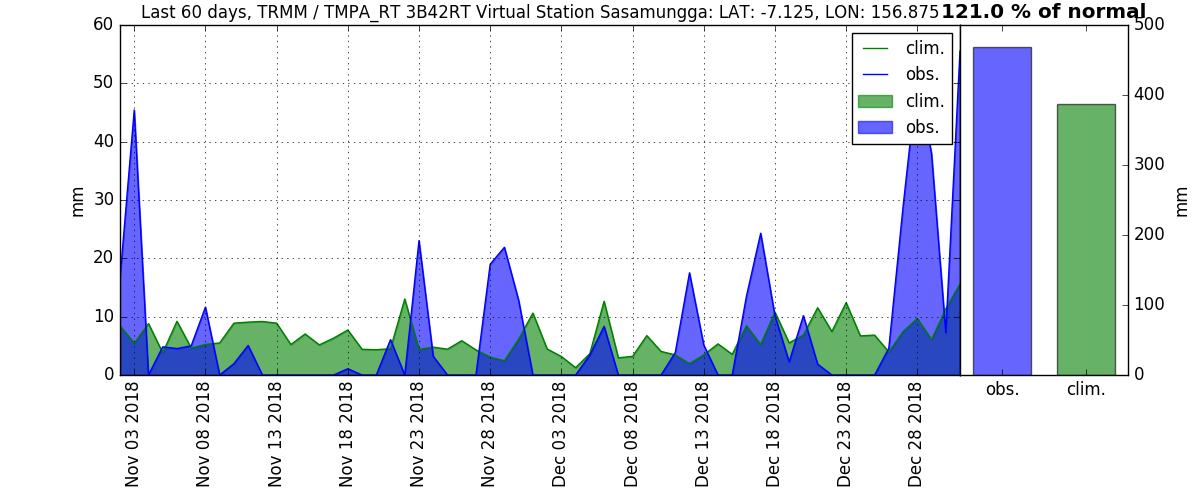 Last 60 days, TRMM / TMPA_RT 3B42RT Virtual Station Sasamungga: LAT: -7.125, LON: 156.875
121.0 % of normal
mm
60
50
40
30
20
10
0
clim.
obs.
clim.
obs.
500
400
300
200
100
0
mm
obs.
clim.
Nov 03 2018
Nov 08 2018
Nov 13 2018
Nov 18 2018
Nov 23 2018
Nov 28 2018
Dec 03 2018
Dec 08 2018
Dec 13 2018
Dec 18 2018
Dec 23 2018
Dec 28 2018